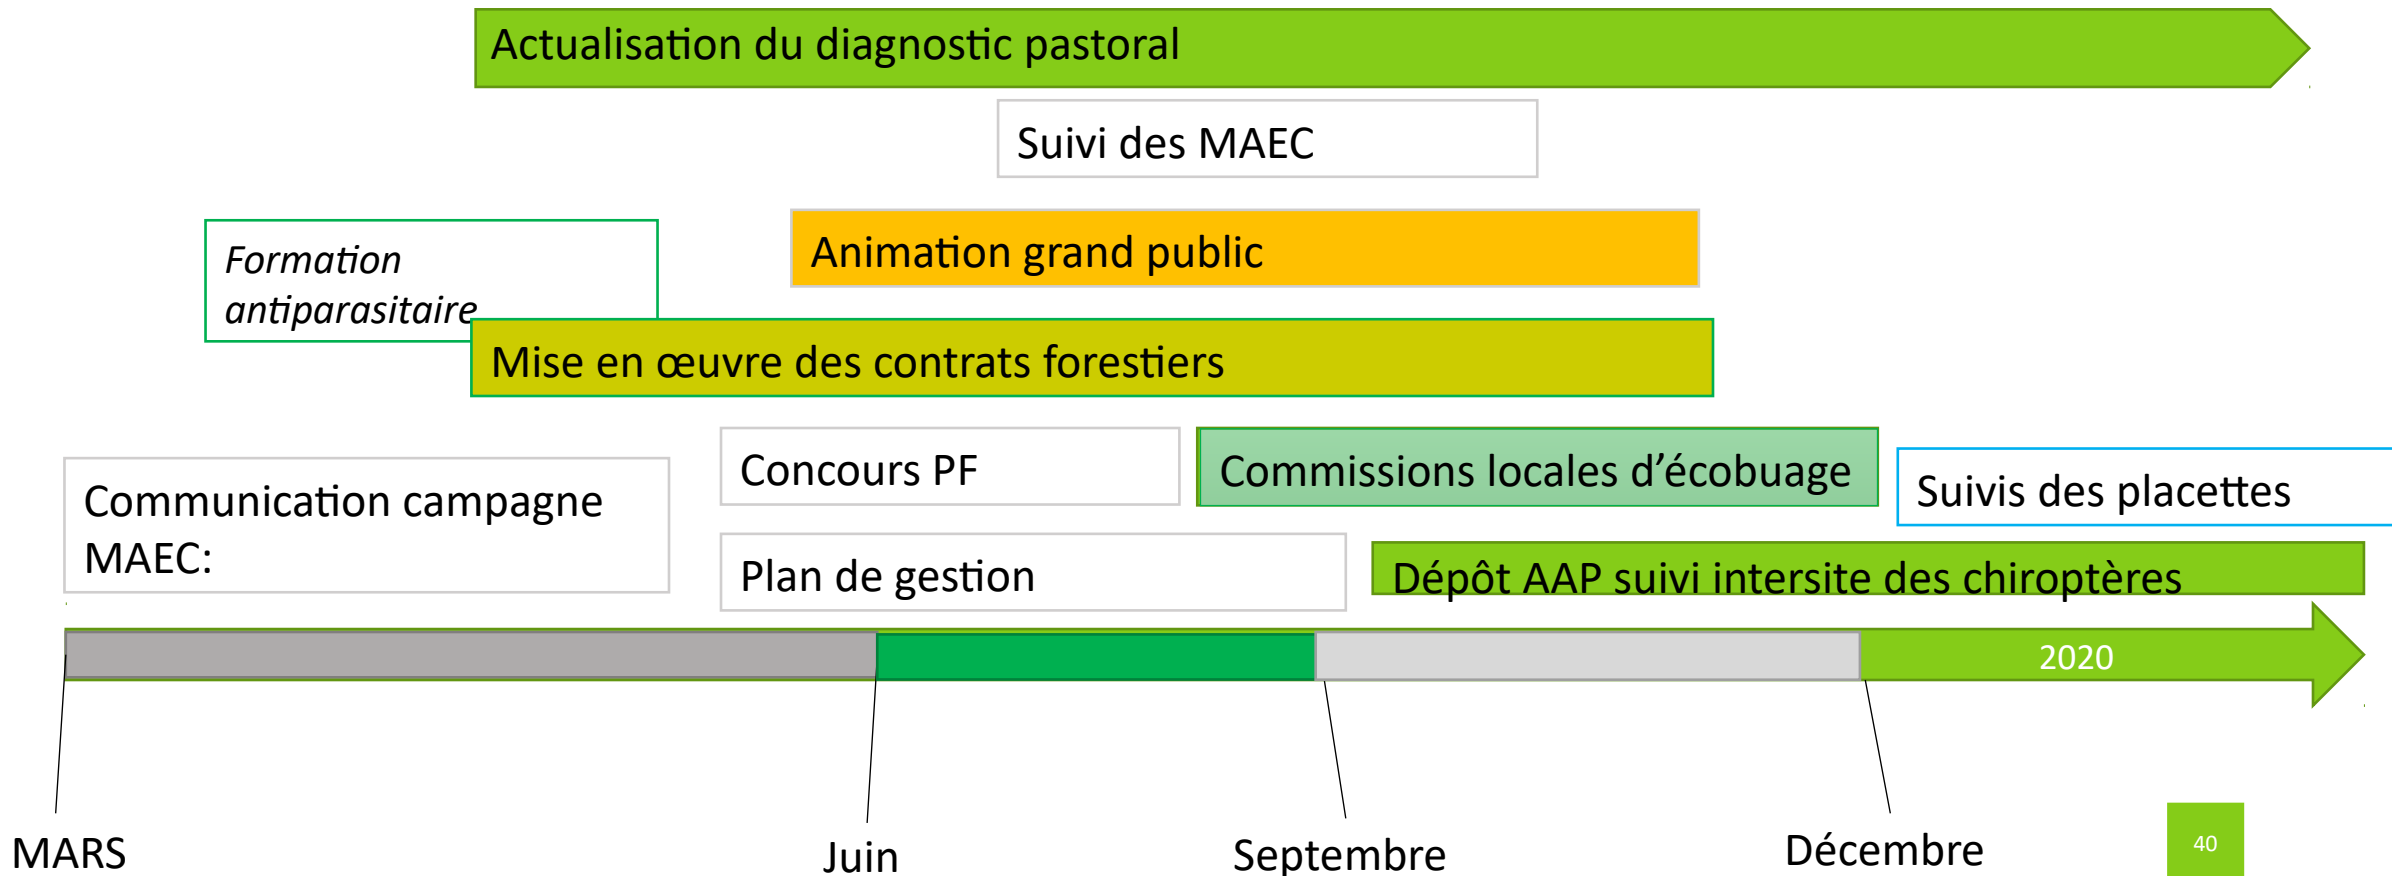 Actualisation du diagnostic pastoral
Suivi des MAEC
Formation
antiparasitaire
Animation grand public
Mise en œuvre des contrats forestiers
Communication campagne
MAEC:
Concours PF
Commissions locales d’écobuage
Suivis des placettes
Plan de gestion
Dépôt AAP suivi intersite des chiroptères
2020
MARS
Juin
Septembre
Décembre
40